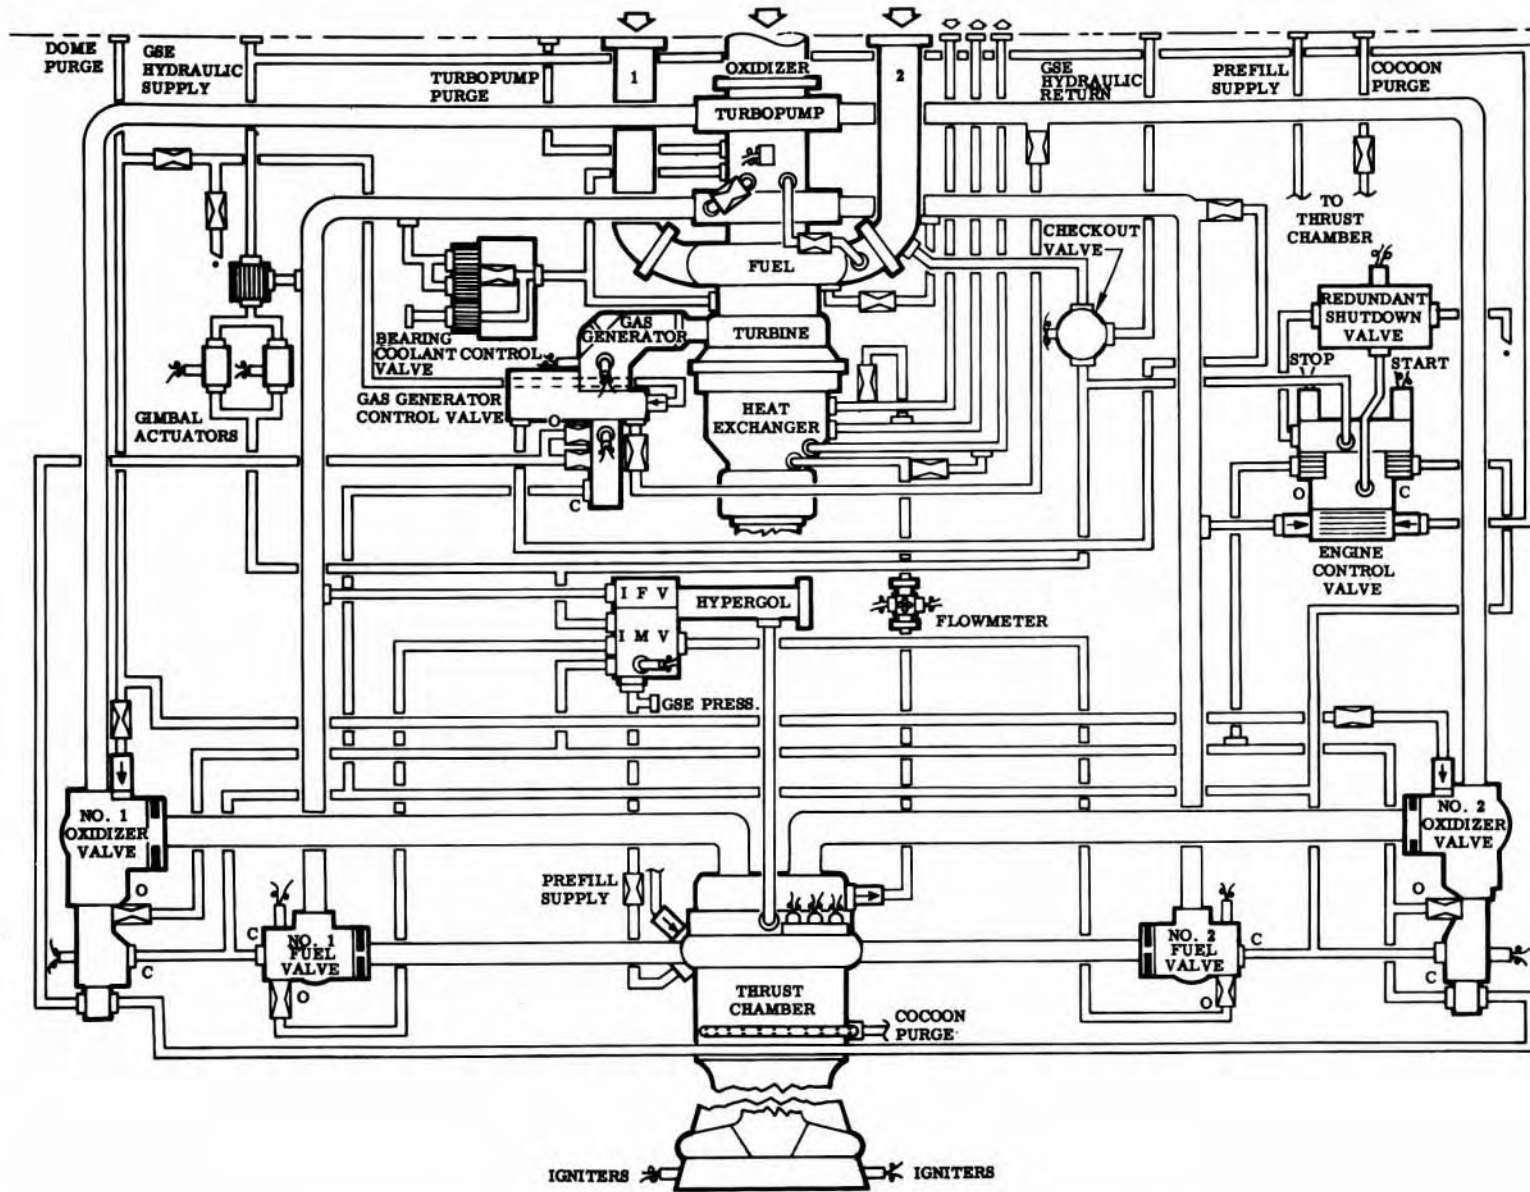 DOME
PURGE
GSE
HYDRAULIC
SUPPLY
TURBOPUMP
PURGE
1
OXIDIZER
2
GSE
HYDRAULIC
RETURN
PREFILL
SUPPLY
COCOON
PURGE
TURBOPUMP
TO
THRUST
CHAMBER
CHECKOUT
VALVE
FUEL
REDUNDANT
SHUTDOWN
VALVE
GAS
GENERATOR
TURBINE
BEARING
COOLANT CONTROL
VALVE
STOP
START
GAS GENERATOR
CONTROL VALVE
O
HEAT
EXCHANGER
GIMBAL
ACTUATORS
C
O
C
ENGINE
CONTROL
VALVE
I F V
HYPERGOL
FLOWMETER
I M V
GSE PRESS.
NO. 1
OXIDIZER
VALVE
NO. 2
OXIDIZER
VALVE
PREFILL
SUPPLY
O
O
C
NO. 1
FUEL
VALVE
NO. 2
FUEL
VALVE
C
C
C
O
O
THRUST
CHAMBER
COCOON
PURGE
IGNITERS
IGNITERS